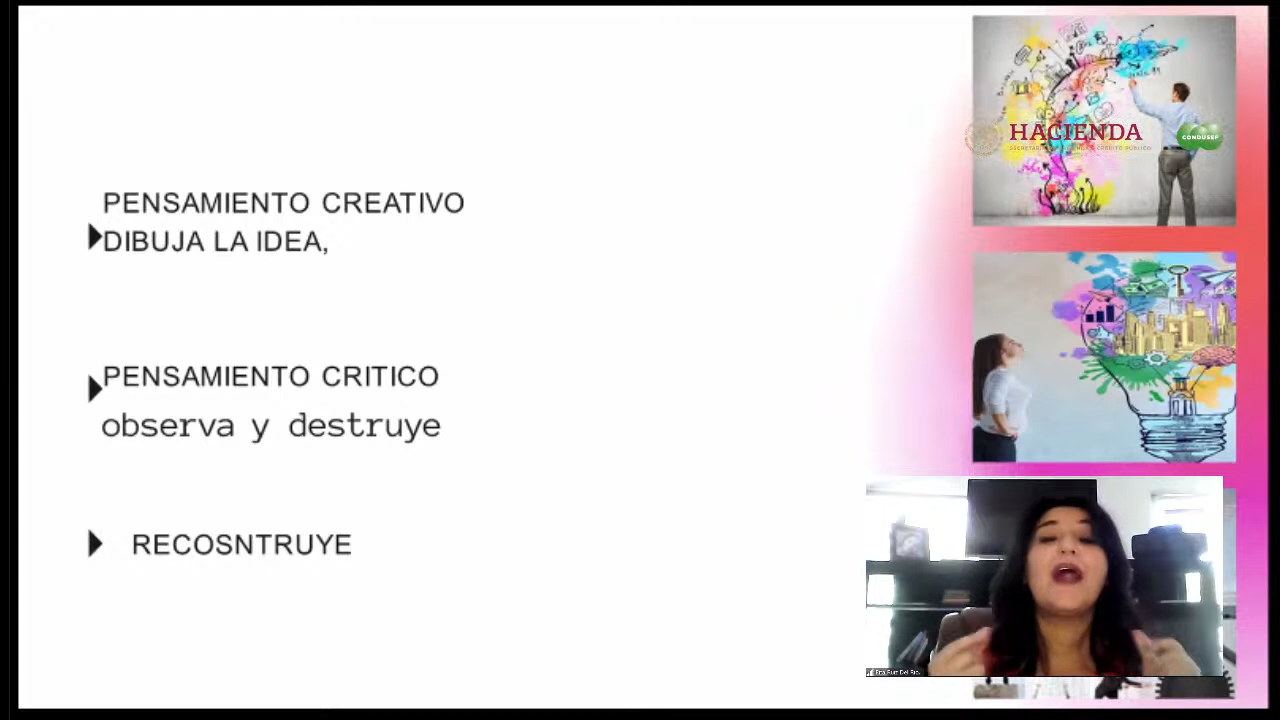 PENSAMIENTO CREATIVO
DIBUJA LA IDEA,
PENSAMIENTO CRITICO
observa y destruye
RECOSNTRUYE
HACIENDA
CONDUSEF